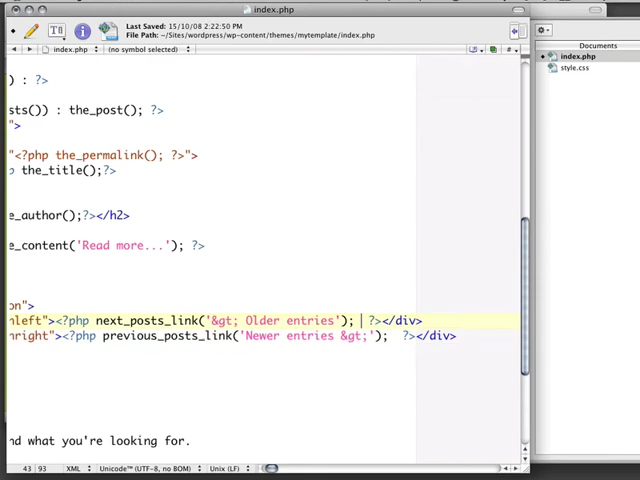 index.php
Last Saved: 15/10/08 2:22:50 PM
File Path: ~/Sites/wordpress/wp-content/themes/mytemplate/index.php
index.php
(no symbol selected)
#
Documents
index.php
style.css
) : ?>
sts()) : the_post(); ?>
">
"<?php the_permalink(); ?>">
p the_title();?>
e_author();?></h2>
e_content('Read more...'); ?>
on">
nleft"><?php next_posts_link('&gt; Older entries'); ?></div>
nright"><?php previous_posts_link('Newer entries &gt;');  ?></div>
nd what you're looking for.
43 93 XML Unicode™ (UTF-8, no BOM) Unix (LF)